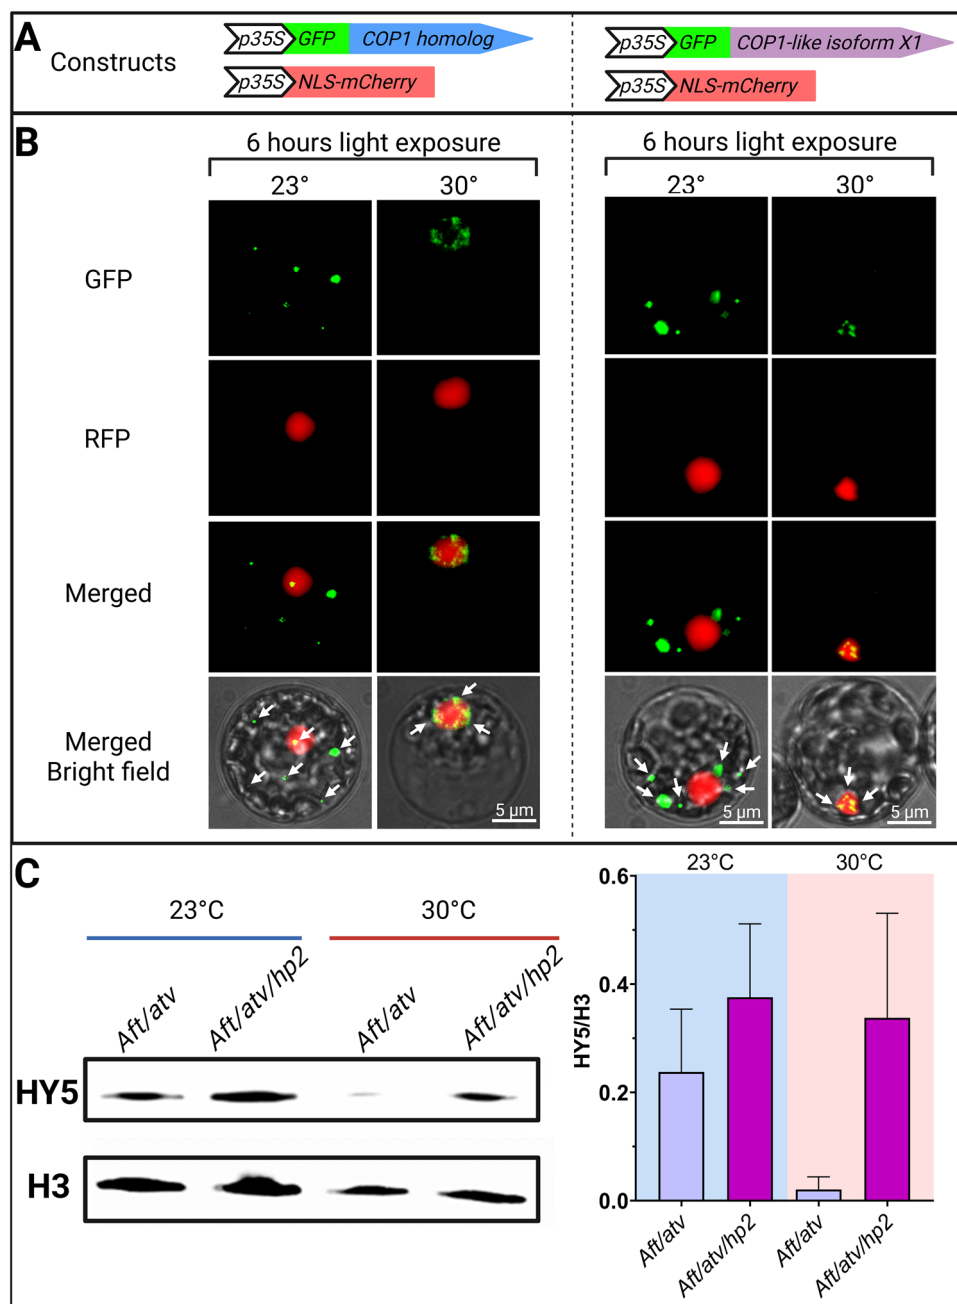 A
Constructs
p35S GFP COP1 homolog
p35S NLS-mCherry
p35S GFP COP1-like isoform X1
p35S NLS-mCherry
B
6 hours light exposure
23° 30°
6 hours light exposure
23° 30°
GFP
RFP
Merged
Merged
Bright field
5 µm
5 µm
C
23°C 30°C
Aft/atv Aft/atv/hp2 Aft/atv Aft/atv/hp2
HY5
H3
23°C 30°C
HY5/H3
0.6
0.4
0.2
0.0
Aft/atv Aft/atv/hp2 Aft/atv Aft/atv/hp2